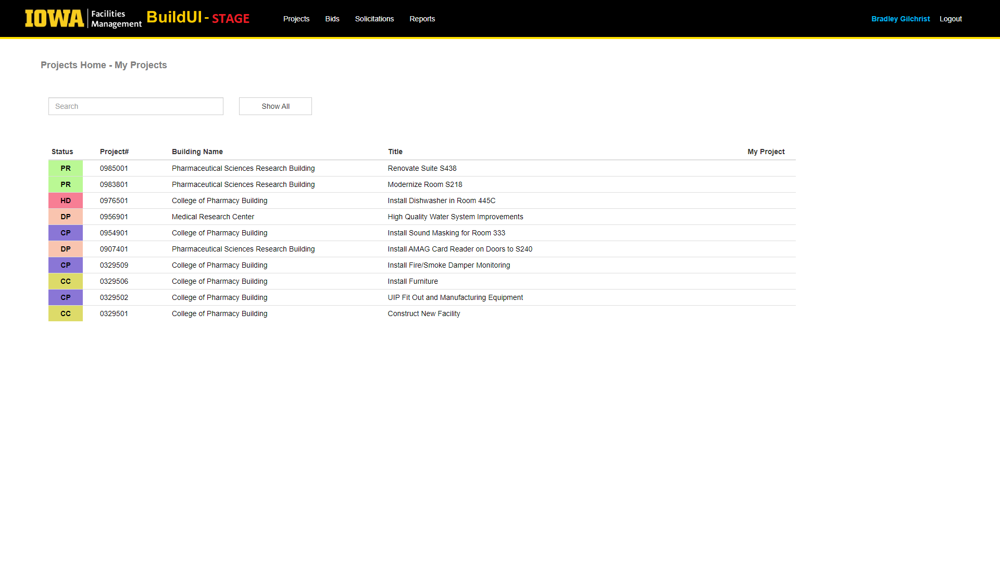 IOWA Facilities Management BuildUI - STAGE Projects Bids Solicitations Reports Bradley Gilchrist Logout
Projects Home - My Projects
Search Show All
Status Project# Building Name Title My Project
PR 0985001 Pharmaceutical Sciences Research Building Renovate Suite S438
PR 0983801 Pharmaceutical Sciences Research Building Modernize Room S218
HD 0976501 College of Pharmacy Building Install Dishwasher in Room 445C
DP 0956901 Medical Research Center High Quality Water System Improvements
CP 0954901 College of Pharmacy Building Install Sound Masking for Room 333
DP 0907401 Pharmaceutical Sciences Research Building Install AMAG Card Reader on Doors to S240
CP 0329509 College of Pharmacy Building Install Fire/Smoke Damper Monitoring
CC 0329506 College of Pharmacy Building Install Furniture
CP 0329502 College of Pharmacy Building UIP Fit Out and Manufacturing Equipment
CC 0329501 College of Pharmacy Building Construct New Facility